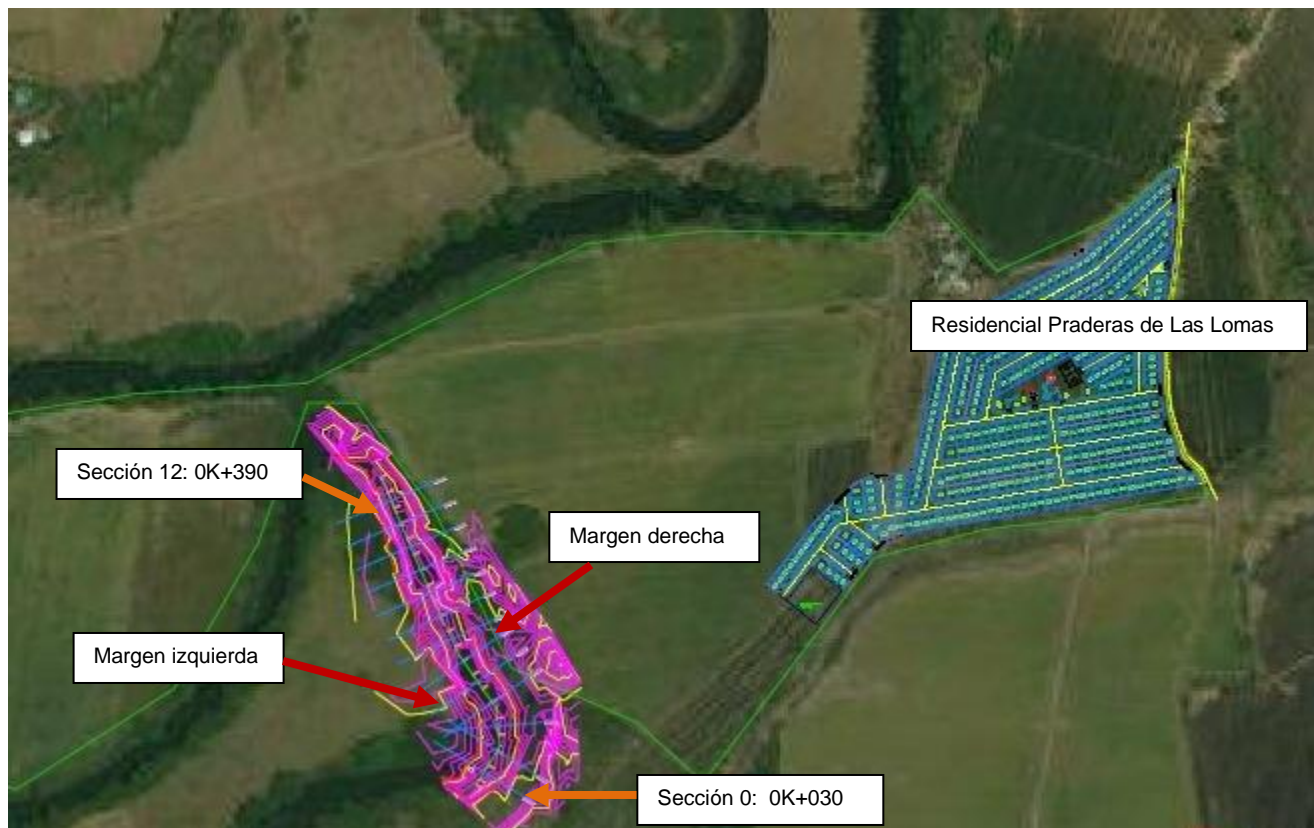 Residencial Praderas de Las Lomas
Sección 12: 0K+390
Margen derecha
Margen izquierda
Sección 0:  0K+030